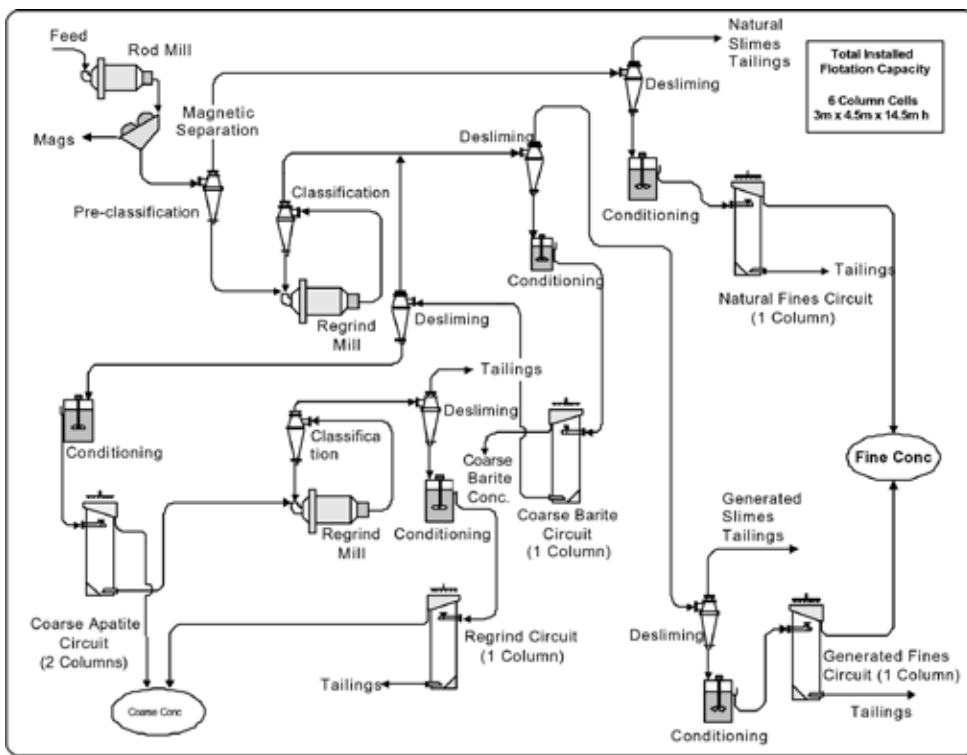 Feed
Rod Mill
Mags
Magnetic
Separation
Pre-classification
Classification
Regrind
Mill
Desliming
Desliming
Conditioning
Natural
Slimes
Tailings
Desliming
Total Installed
Flotation Capacity
6 Column Cells
3m x 4.5m x 14.5m h
Conditioning
Tailings
Natural Fines Circuit
(1 Column)
Conditioning
Coarse Apatite
Circuit
(2 Columns)
Coarse Conc
Classifica
tion
Regrind
Mill
Tailings
Desliming
Conditioning
Coarse
Barite
Conc.
Coarse Barite
Circuit
(1 Column)
Regrind Circuit
(1 Column)
Tailings
Fine Conc
Generated
Slimes
Tailings
Desliming
Conditioning
Generated Fines
Circuit (1 Column)
Tailings